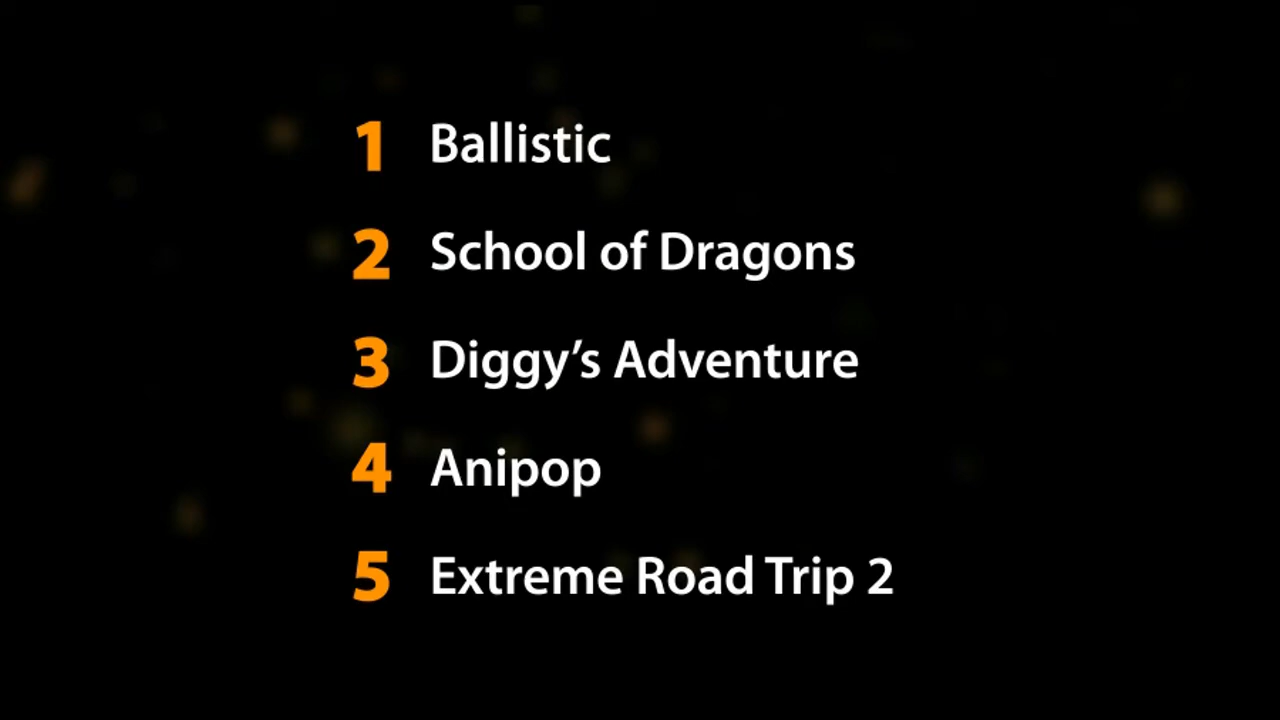 1 Ballistic
2 School of Dragons
3 Diggy’s Adventure
4 Anipop
5 Extreme Road Trip 2